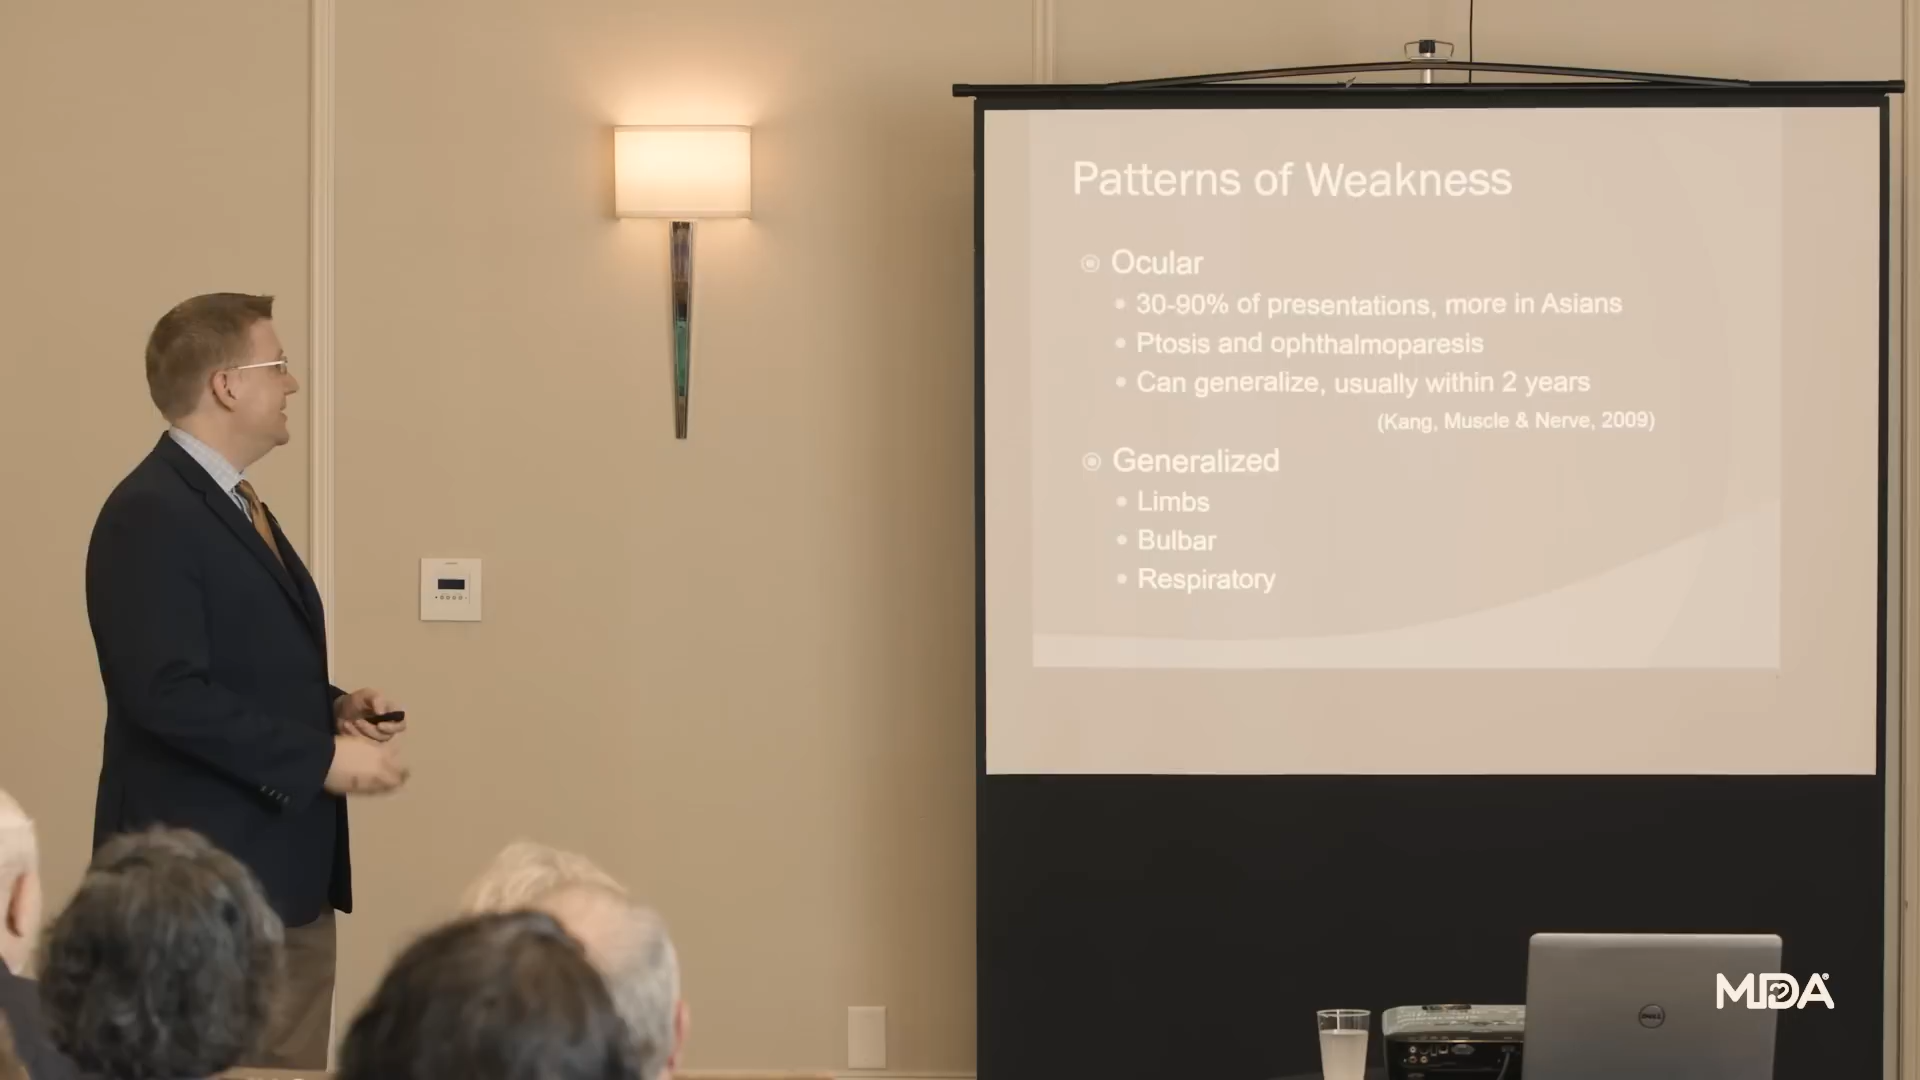 Patterns of Weakness
Ocular
30-90% of presentations, more in Asians
Ptosis and ophthalmoparesis
Can generalize, usually within 2 years
(Kang, Muscle & Nerve, 2009)
Generalized
Limbs
Bulbar
Respiratory
MDA
DELL